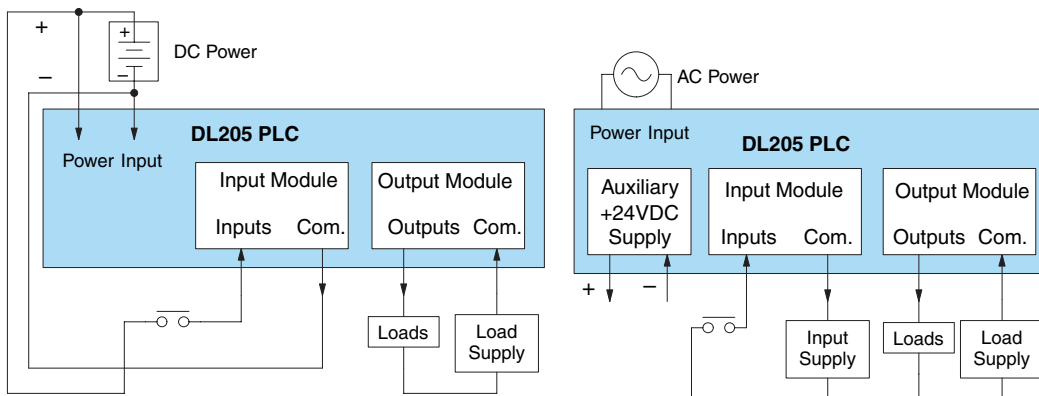 +
−
+
−
DC Power
DL205 PLC
Power Input
Input Module
Inputs Com.
Output Module
Outputs Com.
Loads
Load
Supply
AC Power
Power Input
DL205 PLC
Auxiliary
+24VDC
Supply
+
−
Input Module
Inputs Com.
Output Module
Outputs Com.
Input
Supply
Loads
Load
Supply